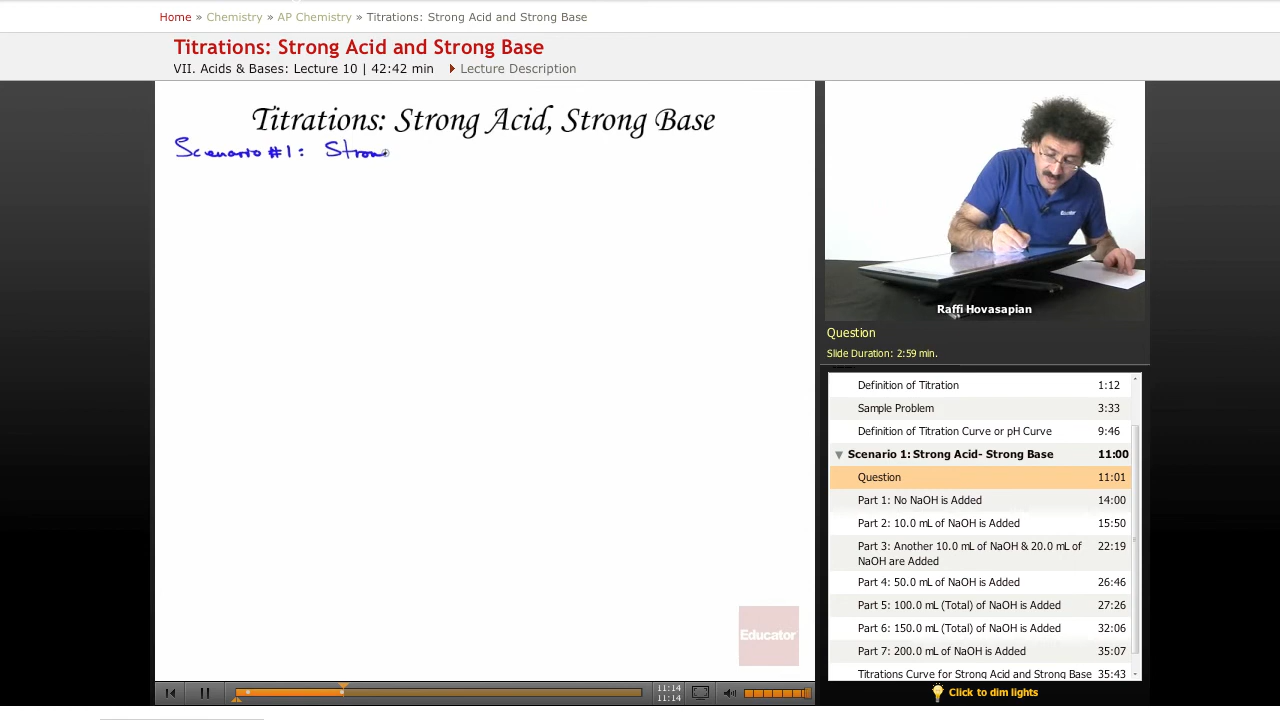 Home » Chemistry » AP Chemistry » Titrations: Strong Acid and Strong Base
Titrations: Strong Acid and Strong Base
VII. Acids & Bases: Lecture 10 | 42:42 min Lecture Description
Titrations: Strong Acid, Strong Base
Scenario #1: Stron
Educator
Educator
Raffi Hovasapian
Question
Slide Duration: 2:59 min.
Definition of Titration 1:12
Sample Problem 3:33
Definition of Titration Curve or pH Curve 9:46
Scenario 1: Strong Acid- Strong Base 11:00
Question 11:01
Part 1: No NaOH is Added 14:00
Part 2: 10.0 mL of NaOH is Added 15:50
Part 3: Another 10.0 mL of NaOH & 20.0 mL of 22:19
NaOH are Added
Part 4: 50.0 mL of NaOH is Added 26:46
Part 5: 100.0 mL (Total) of NaOH is Added 27:26
Part 6: 150.0 mL (Total) of NaOH is Added 32:06
Part 7: 200.0 mL of NaOH is Added 35:07
Titrations Curve for Strong Acid and Strong Base 35:43
11:14
11:14
Click to dim lights